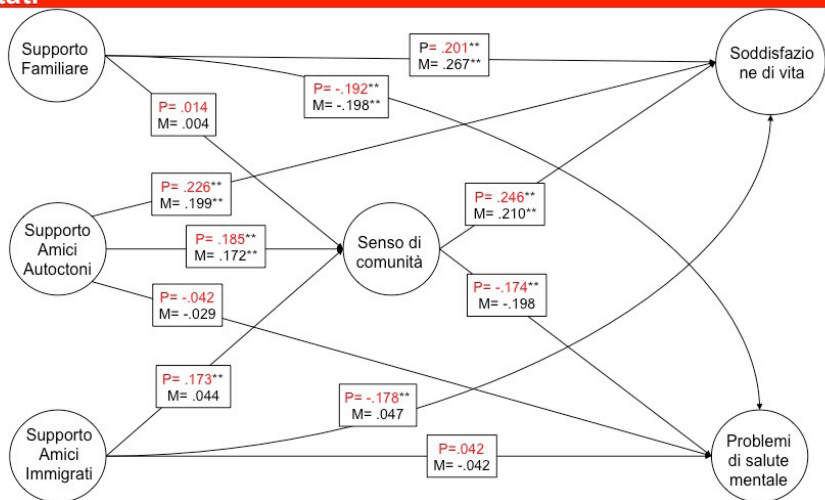 Supporto
Familiare
P= .201**
M= .267**
Soddisfazio
ne di vita
P= -.192**
M= -.198**
P= .014
M= .004
P= .226**
M= .199**
Supporto
Amici
Autoctoni
P= .185**
M= .172**
Senso di
comunità
P= .246**
M= .210**
P= -.042
M= -.029
P= -.174**
M= -.198
P= .173**
M= .044
P= -.178**
M= .047
Supporto
Amici
Immigrati
P=.042
M= -.042
Problemi
di salute
mentale